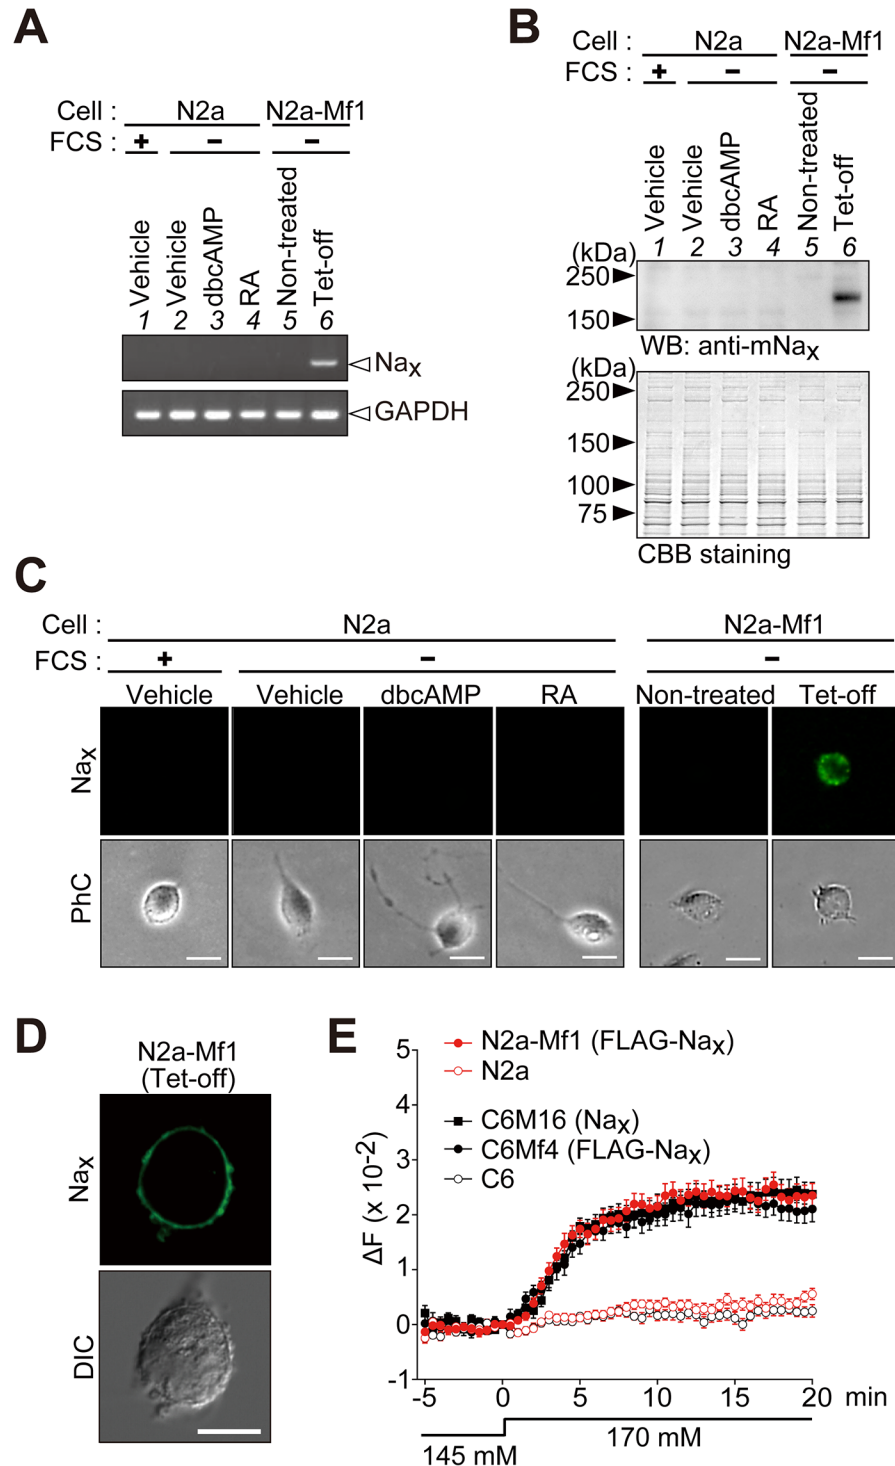 A
Cell : N2a N2a-Mf1
FCS : + − −
Vehicle Vehicle dbcAMP RA Non-treated Tet-off
1 2 3 4 5 6
Nax
GAPDH
B
Cell : N2a N2a-Mf1
FCS : + − −
Vehicle Vehicle dbcAMP RA Non-treated Tet-off
(kDa) 1 2 3 4 5 6
250
150
WB: anti-mNax
(kDa)
250
150
100
75
CBB staining
C
Cell : N2a N2a-Mf1
FCS : + − −
Vehicle Vehicle dbcAMP RA Non-treated Tet-off
Nax
PhC
D
N2a-Mf1
(Tet-off)
Nax
DIC
E
N2a-Mf1 (FLAG-Nax)
N2a
C6M16 (Nax)
C6Mf4 (FLAG-Nax)
C6
ΔF (x 10-2)
5
4
3
2
1
0
-1
-5 0 5 10 15 20 min
145 mM 170 mM